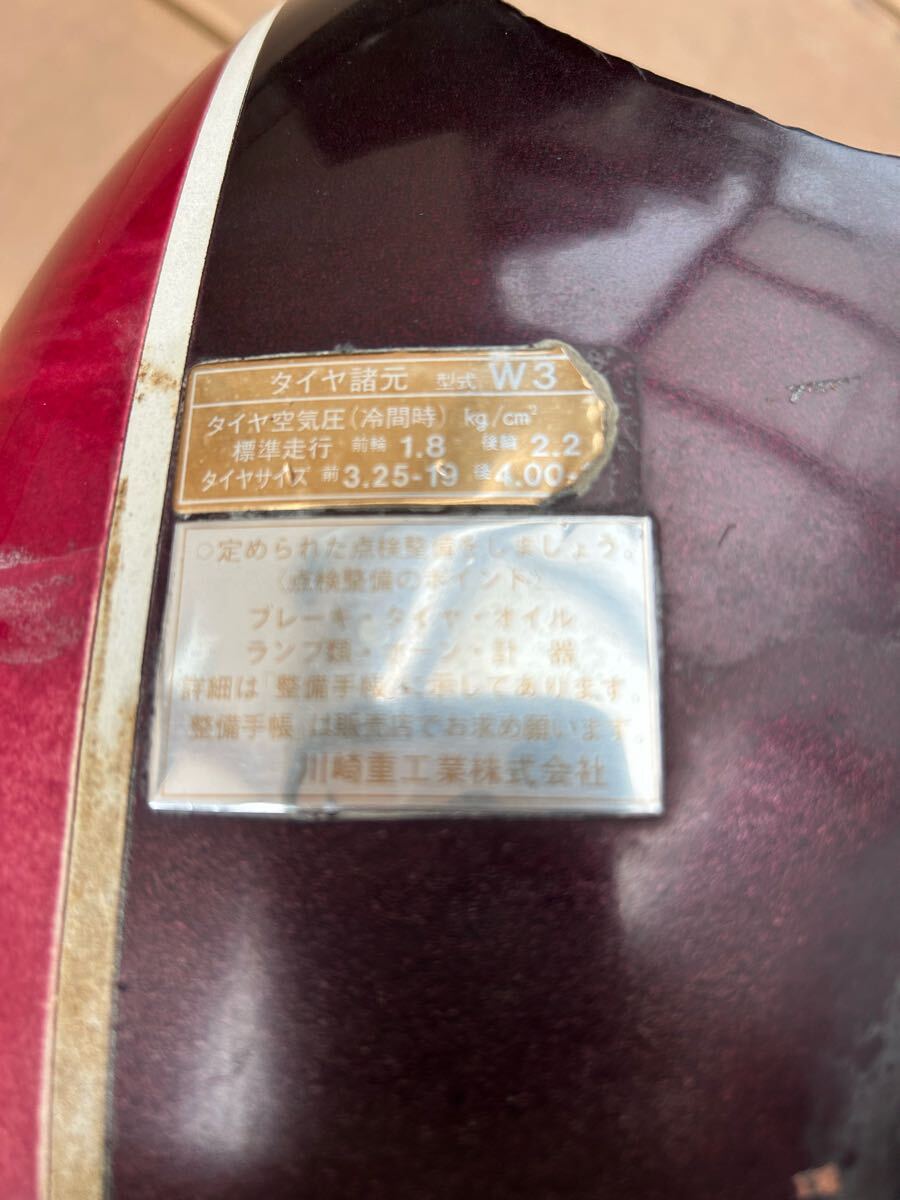 タイヤ諸元 型式 W3
タイヤ空気圧(冷間時) kg/cm²
標準走行 前輪 1.8 後輪 2.2
タイヤサイズ 前 3.25-19 後 4.00-
○定められた点検整備をしましょう。
〈点検整備のポイント〉
ブレーキ・タイヤ・オイル
ランプ類・ホーン・計 器
詳細は「整備手帳」に示してあります。
「整備手帳」は販売店でお求め願います
川崎重工業株式会社